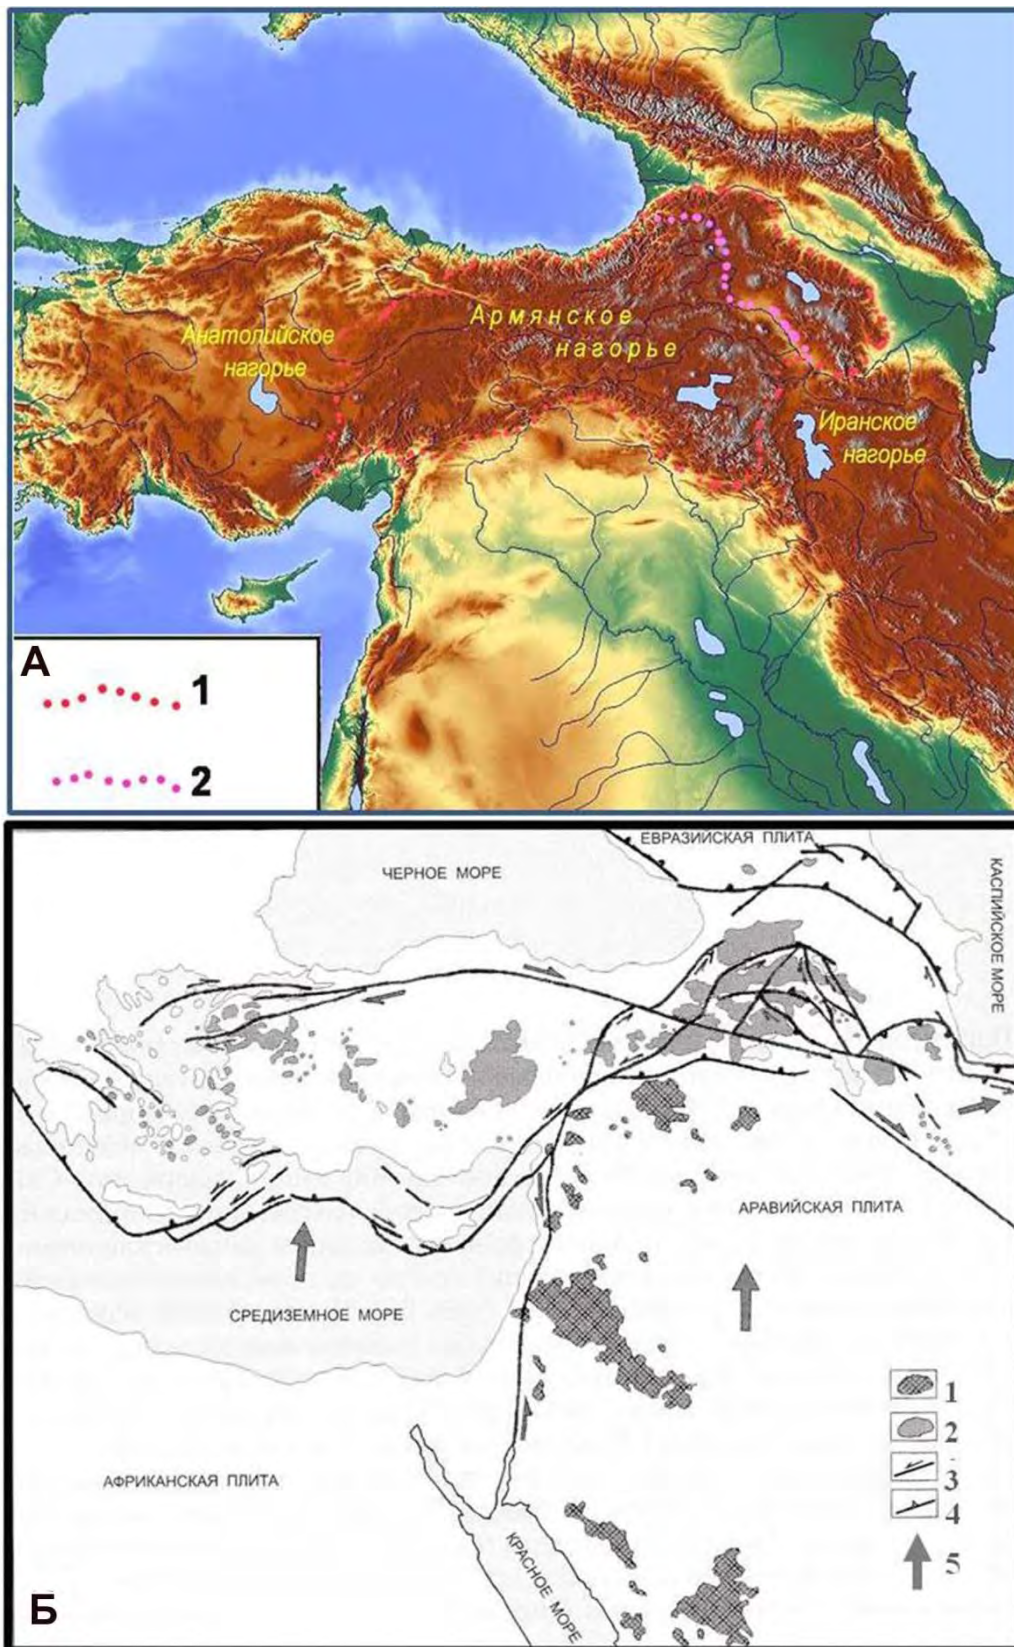 Анатолийское
нагорье
Армянское
нагорье
Иранское
нагорье
А
1
2
ЕВРАЗИЙСКАЯ ПЛИТА
ЧЕРНОЕ МОРЕ
КАСПИЙСКОЕ МОРЕ
АРАВИЙСКАЯ ПЛИТА
СРЕДИЗЕМНОЕ МОРЕ
АФРИКАНСКАЯ ПЛИТА
КРАСНОЕ МОРЕ
1
2
3
4
5
Б